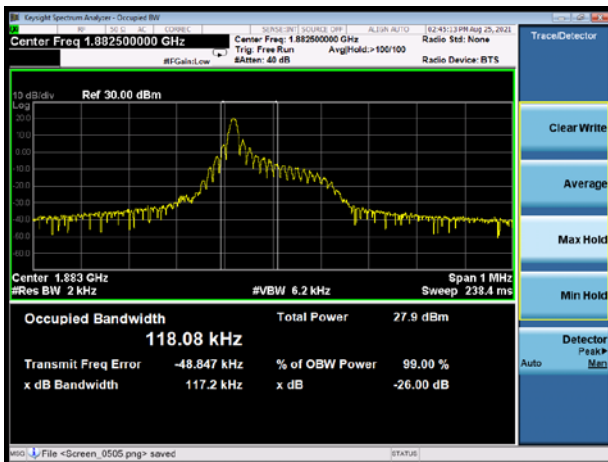 Keysight Spectrum Analyzer - Occupied BW
RF 50 Ω AC CORREC SENSE:INT SOURCE OFF ALIGN AUTO 02:45:13 PM Aug 25, 2021
Center Freq 1.882500000 GHz Center Freq: 1.882500000 GHz Radio Std: None Trace/Detector
Trig: Free Run Avg|Hold:>100/100
#IFGain:Low #Atten: 40 dB Radio Device: BTS
10 dB/div Ref 30.00 dBm
Log
20.0
10.0
0.00
-10.0
-20.0
-30.0
-40.0
-50.0
-60.0
Clear Write
Average
Max Hold
Min Hold
Center 1.883 GHz Span 1 MHz
#Res BW 2 kHz #VBW 6.2 kHz Sweep 238.4 ms
Occupied Bandwidth Total Power 27.9 dBm
118.08 kHz
Transmit Freq Error -48.847 kHz % of OBW Power 99.00 %
x dB Bandwidth 117.2 kHz x dB -26.00 dB
Detector
Peak▶
Auto Man
MSG File <Screen_0505.png> saved STATUS